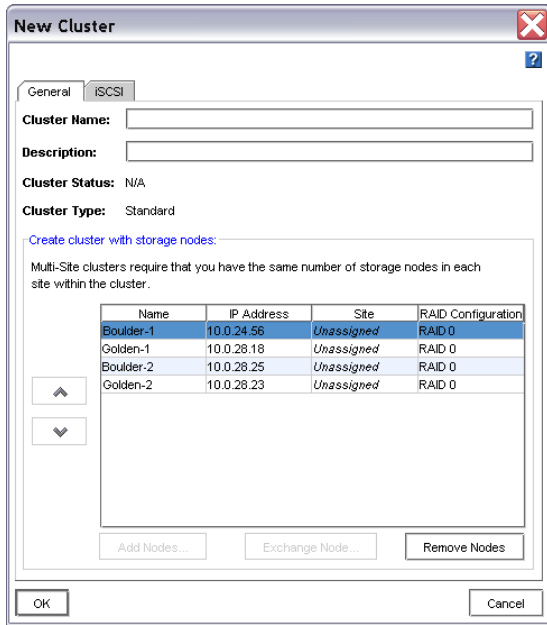 New Cluster
?
General iSCSI
Cluster Name:
Description:
Cluster Status: N/A
Cluster Type: Standard
Create cluster with storage nodes:
Multi-Site clusters require that you have the same number of storage nodes in each
site within the cluster.
Name IP Address Site RAID Configuration
Boulder-1 10.0.24.56 Unassigned RAID 0
Golden-1 10.0.28.18 Unassigned RAID 0
Boulder-2 10.0.28.25 Unassigned RAID 0
Golden-2 10.0.28.23 Unassigned RAID 0
Add Nodes... Exchange Node... Remove Nodes
OK Cancel